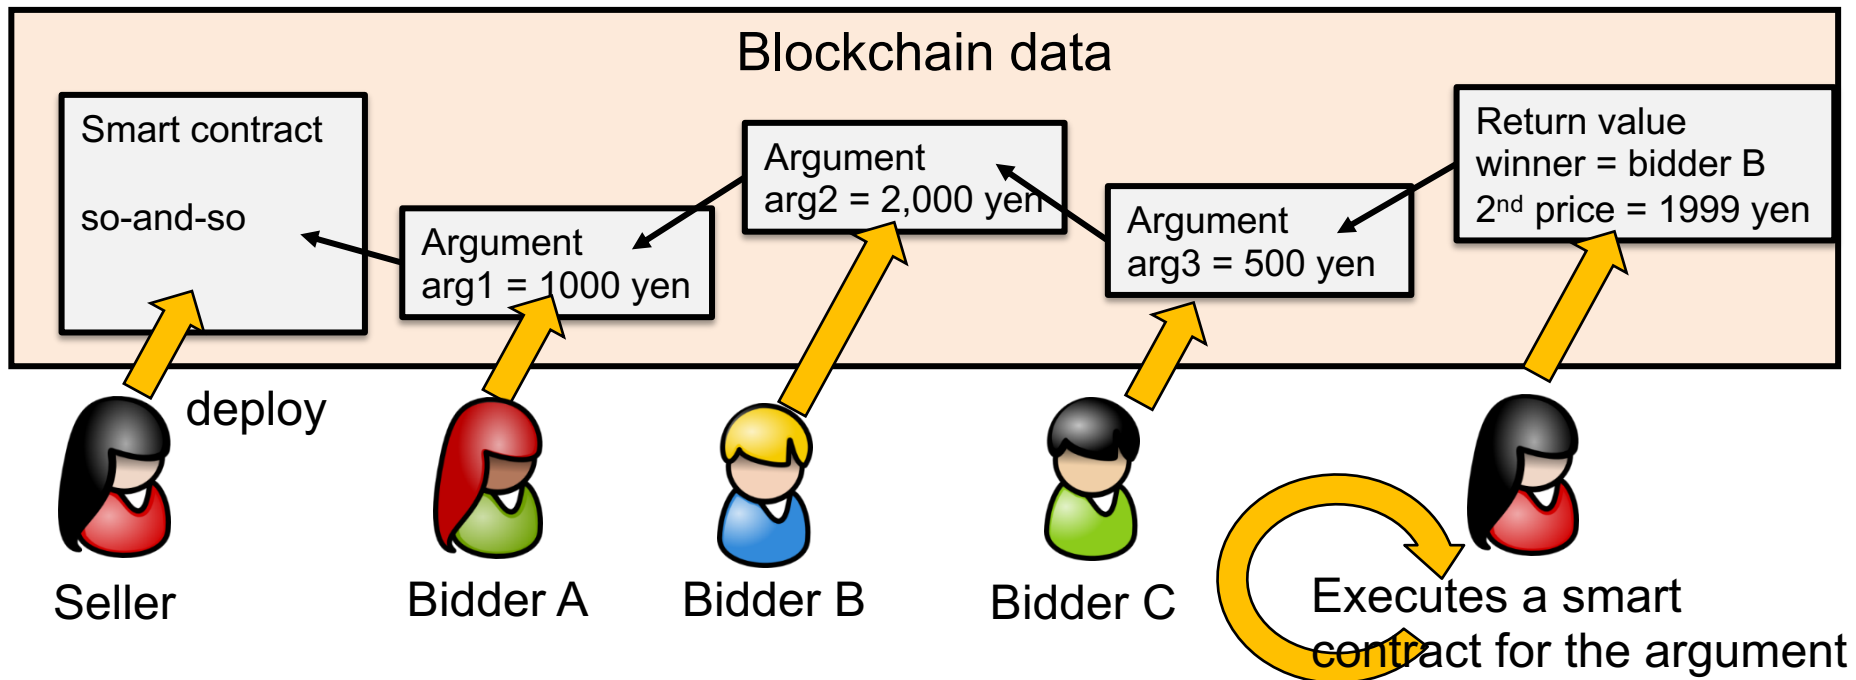 Blockchain data
Smart contract
so-and-so
Argument
arg1 = 1000 yen
Argument
arg2 = 2,000 yen
Argument
arg3 = 500 yen
Return value
winner = bidder B
2nd price = 1999 yen
deploy
Seller
Bidder A
Bidder B
Bidder C
Executes a smart
contract for the argument